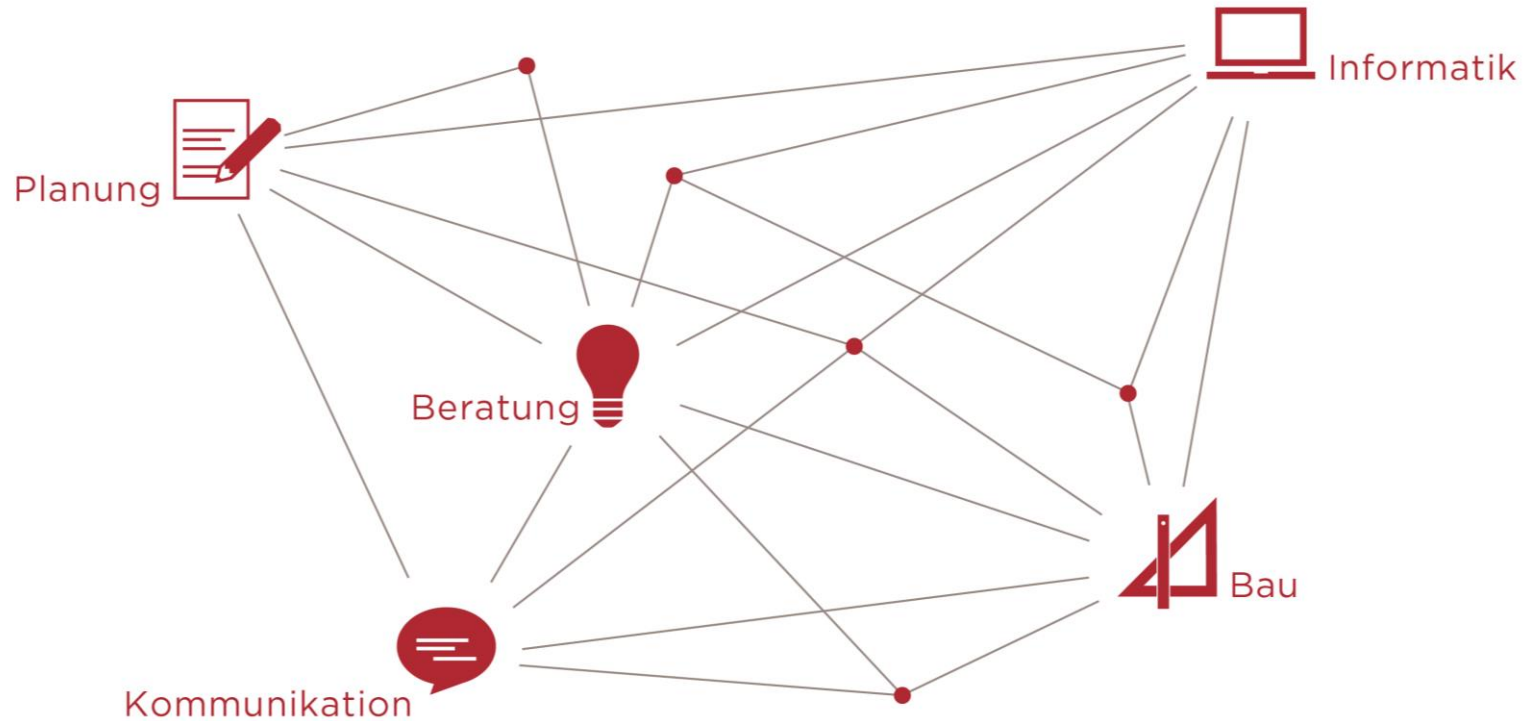 Informatik
Planung
Beratung
Bau
Kommunikation